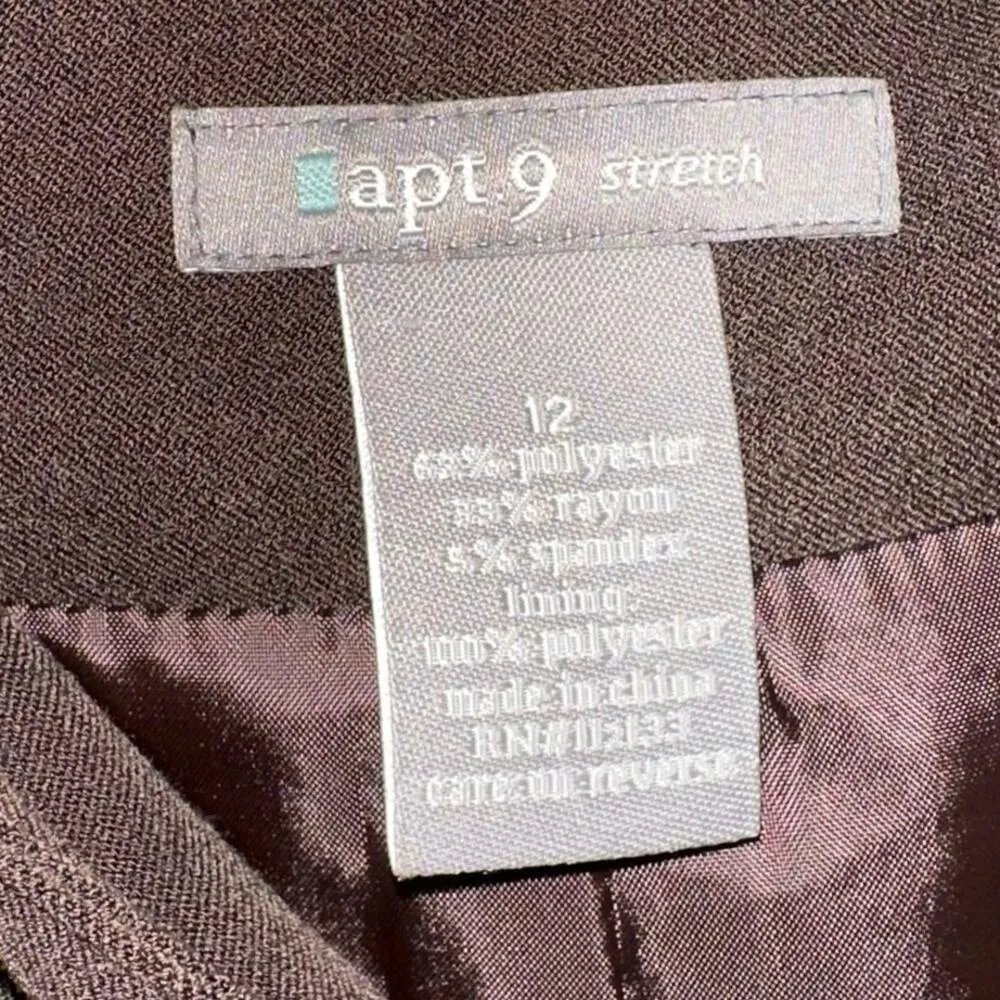 apt.9 stretch
12
% polyester
% rayon
5% spandex
lining:
100% polyester
made in china
care on reverse